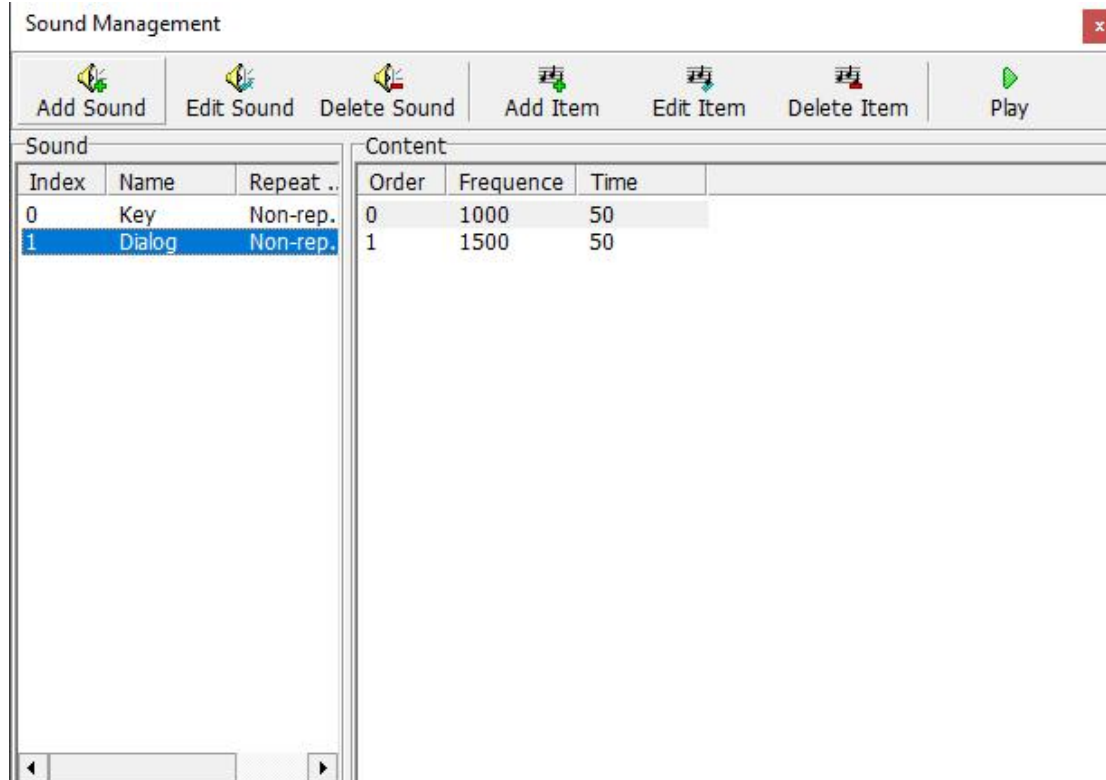 Sound Management
x
Add Sound Edit Sound Delete Sound Add Item Edit Item Delete Item Play
Sound
Index Name Repeat ..
0 Key Non-rep.
1 Dialog Non-rep.
Content
Order Frequence Time
0 1000 50
1 1500 50